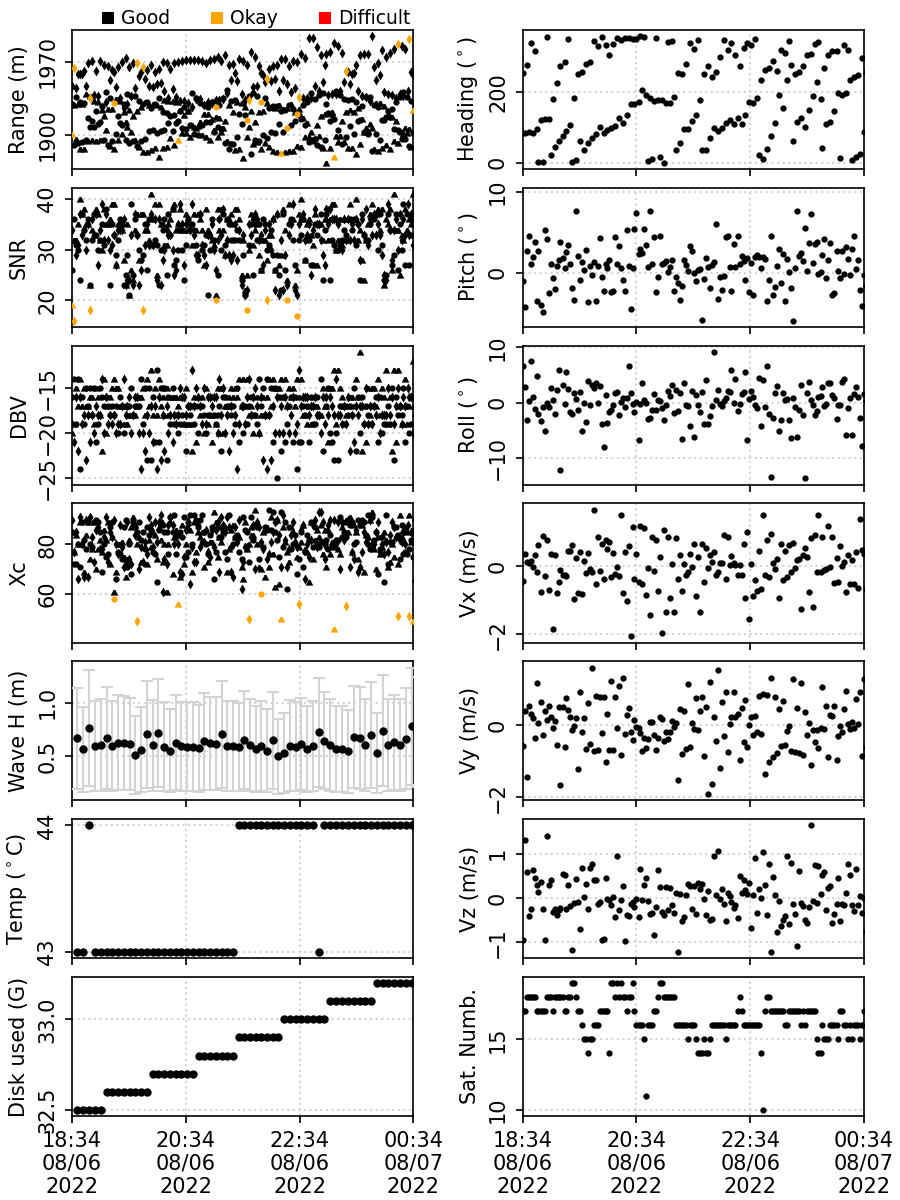 Good Okay Difficult
Range (m)
1970
1900
Heading (°)
200
0
SNR
40
30
20
Pitch (°)
10
0
DBV
−15
−20
−25
Roll (°)
10
0
−10
Xc
80
60
Vx (m/s)
0
−2
Wave H (m)
1.0
0.5
Vy (m/s)
0
−2
Temp (°C)
44
43
Vz (m/s)
1
0
−1
Disk used (G)
33.0
32.5
Sat. Numb.
15
10
18:34 20:34 22:34 00:34 18:34 20:34 22:34 00:34
08/06 08/06 08/06 08/07 08/06 08/06 08/06 08/07
2022 2022 2022 2022 2022 2022 2022 2022